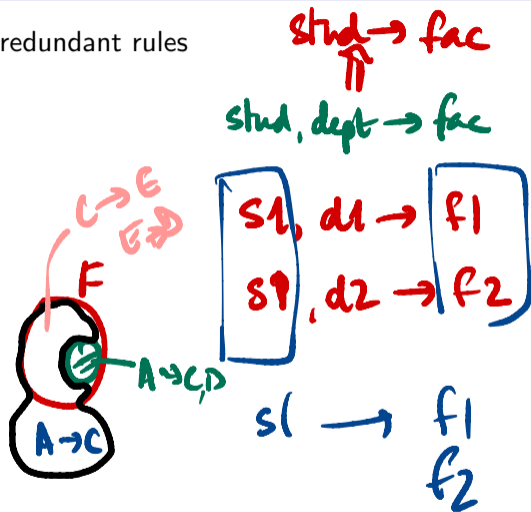 redundant rules
stud → fac
⇑
stud, dept → fac
C → E
E → D
S1, d1 → f1
S1, d2 → f2
F
A → C,D
A → C
s1 → f1
f2